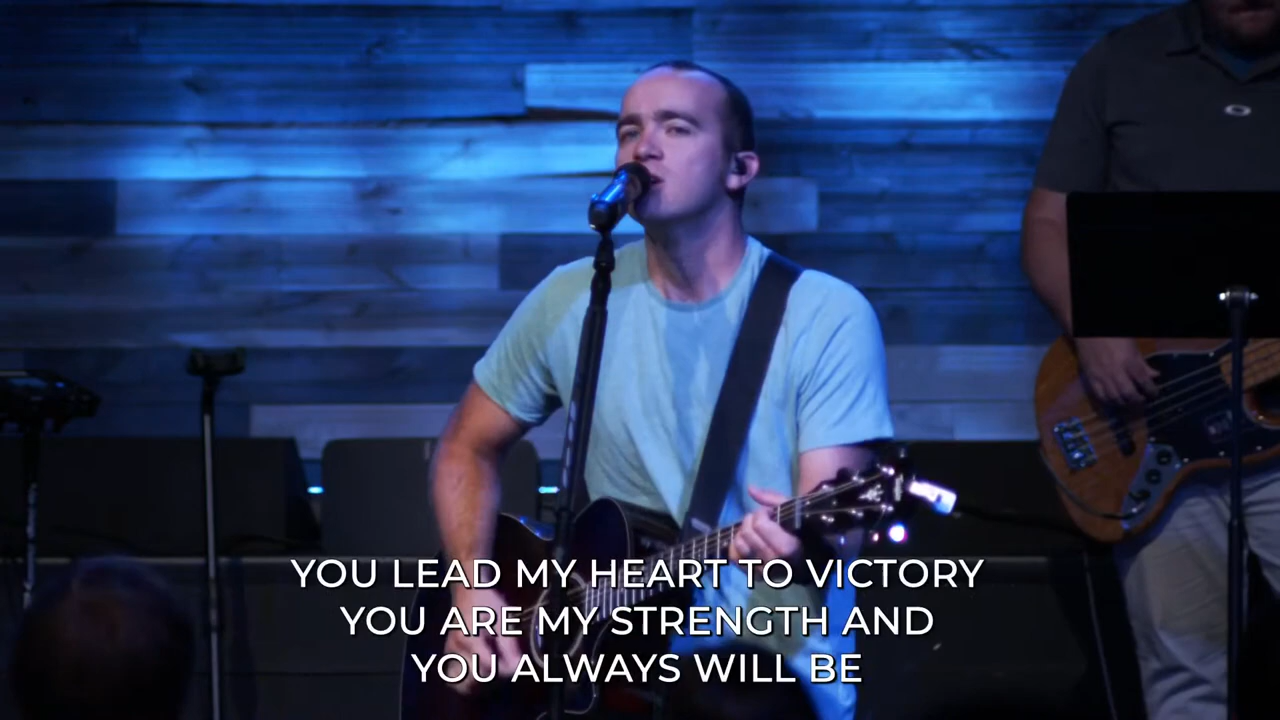 YOU LEAD MY HEART TO VICTORY
YOU ARE MY STRENGTH AND
YOU ALWAYS WILL BE